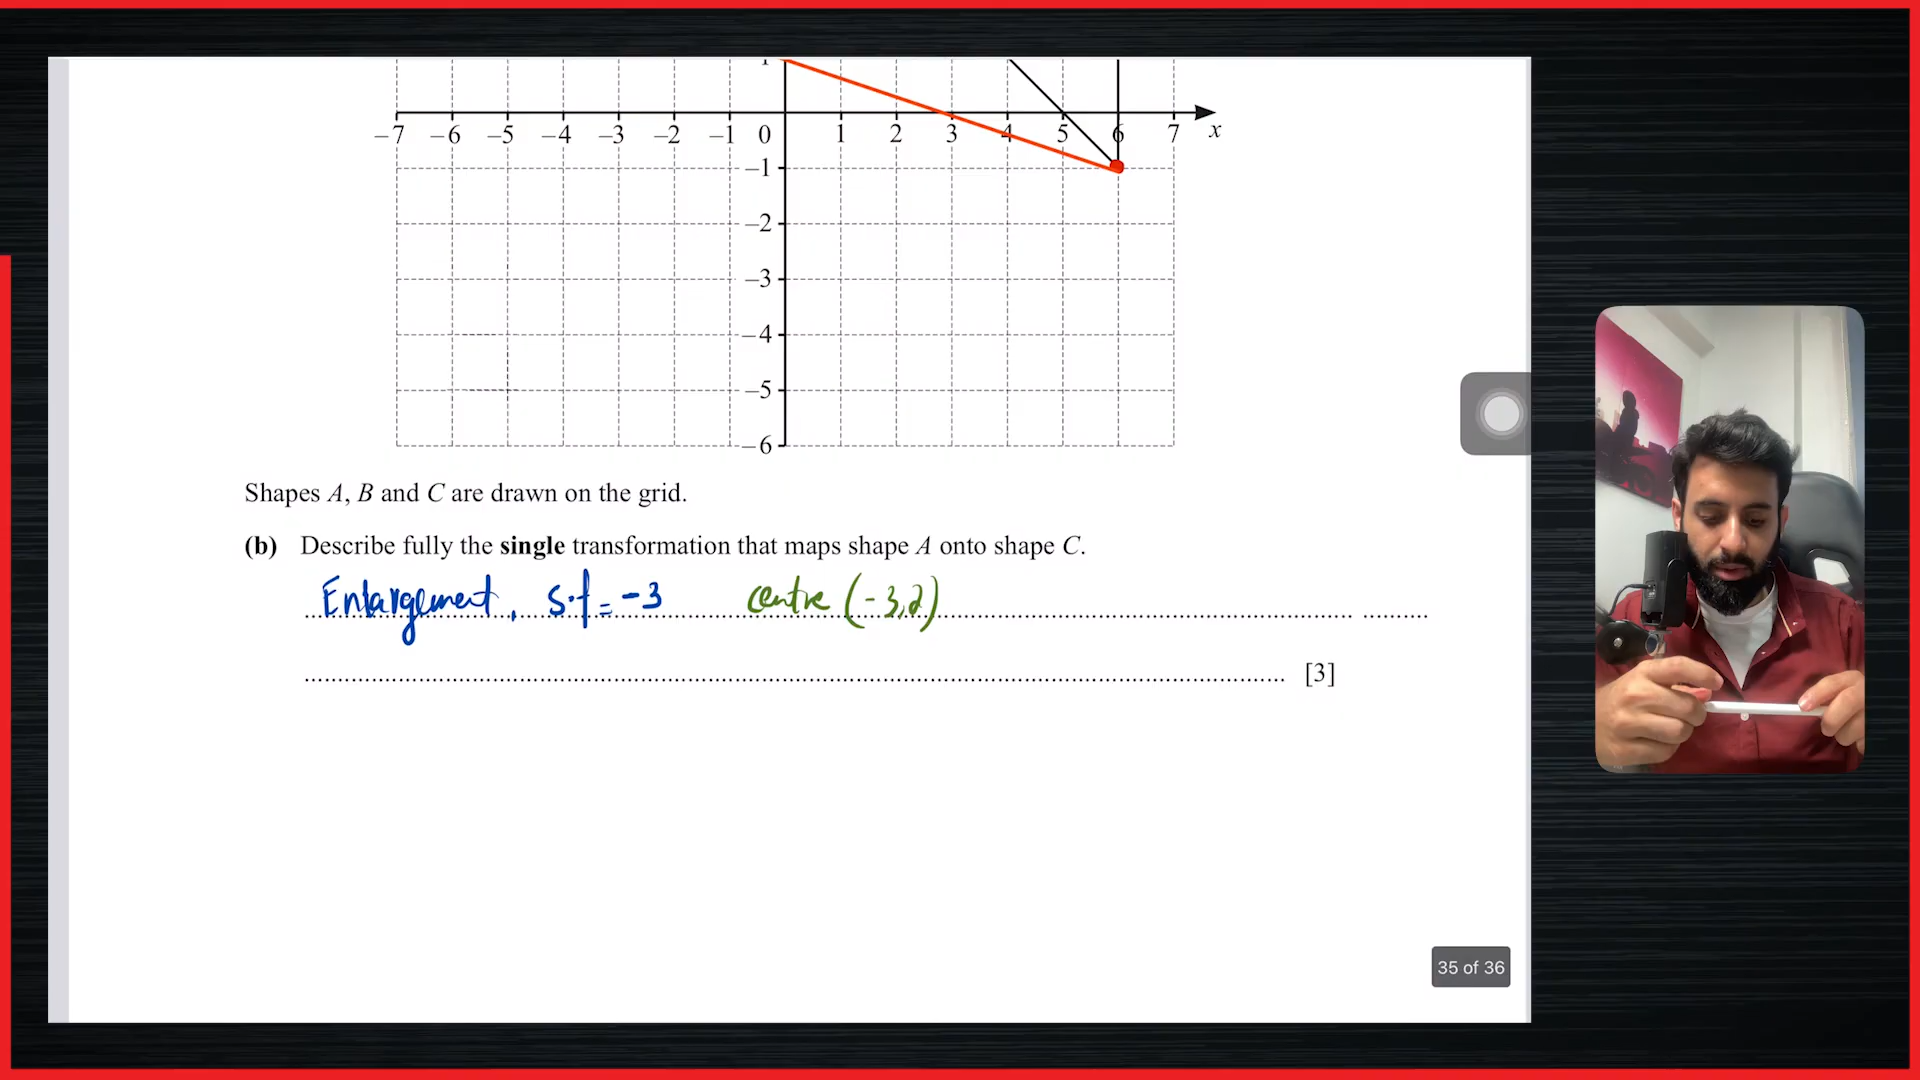 1
-7 -6 -5 -4 -3 -2 -1 0 1 2 3 4 5 6 7 x
-1
-2
-3
-4
-5
-6
Shapes A, B and C are drawn on the grid.
(b) Describe fully the single transformation that maps shape A onto shape C.
Enlargement, s.f = -3 centre (-3,2)
[3]
35 of 36